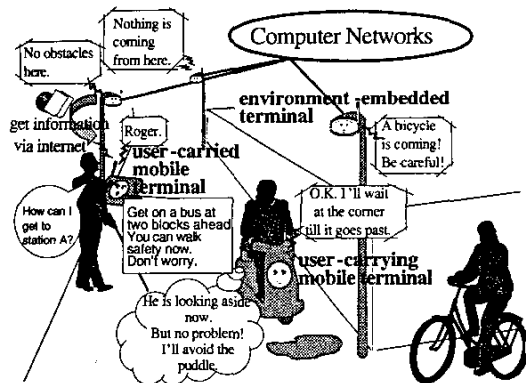 Nothing is
coming
from here.
Computer Networks
No obstacles
here.
environment-embedded
terminal
get information
via internet
Roger.
A bicycle
is coming!
Be careful!
user-carried
mobile
terminal
How can I
get to
station A?
Get on a bus at
two blocks ahead.
You can walk
safety now.
Don't worry.
O.K. I'll wait
at the corner
till it goes past.
user-carrying
mobile terminal
He is looking aside
now.
But no problem!
I'll avoid the
puddle.